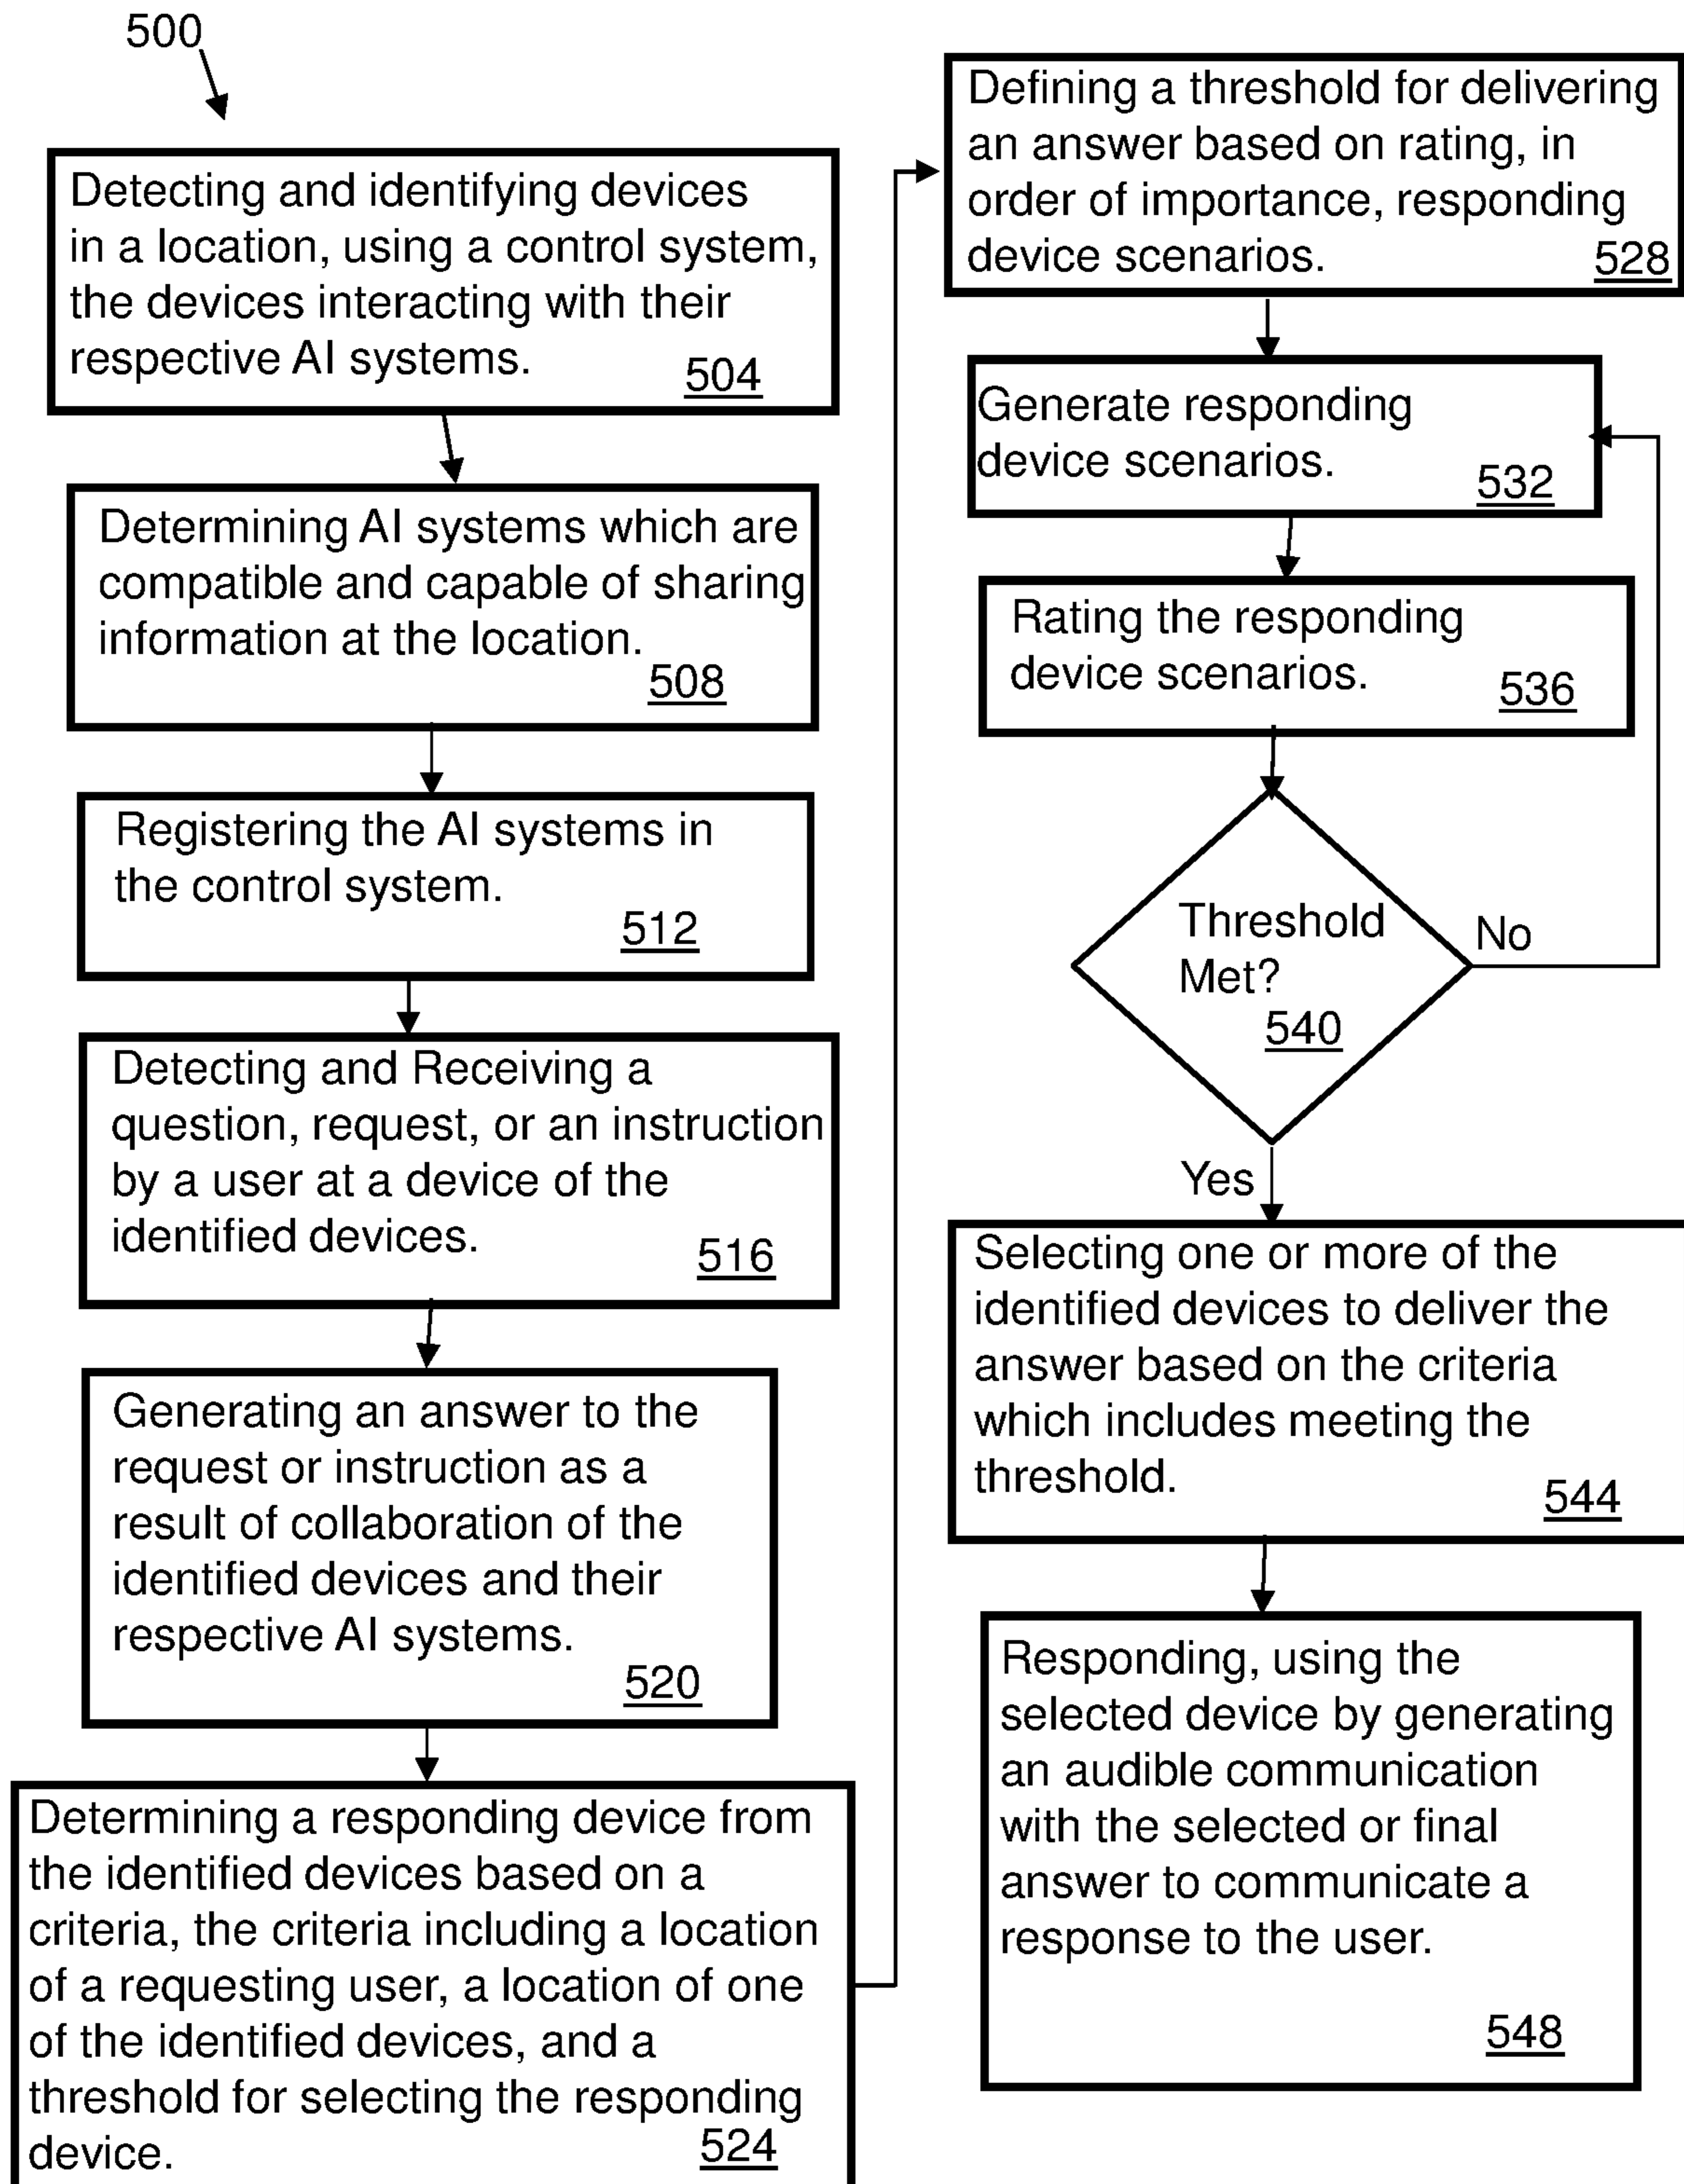 500
Detecting and identifying devices
in a location, using a control system,
the devices interacting with their
respective AI systems.
504
Determining AI systems which are
compatible and capable of sharing
information at the location.
508
Registering the AI systems in
the control system.
512
Detecting and Receiving a
question, request, or an instruction
by a user at a device of the
identified devices.
516
Generating an answer to the
request or instruction as a
result of collaboration of the
identified devices and their
respective AI systems.
520
Determining a responding device from
the identified devices based on a
criteria, the criteria including a location
of a requesting user, a location of one
of the identified devices, and a
threshold for selecting the responding
device.
524
Defining a threshold for delivering
an answer based on rating, in
order of importance, responding
device scenarios.
528
Generate responding
device scenarios.
532
Rating the responding
device scenarios.
536
Threshold
Met?
540
No
Yes
Selecting one or more of the
identified devices to deliver the
answer based on the criteria
which includes meeting the
threshold.
544
Responding, using the
selected device by generating
an audible communication
with the selected or final
answer to communicate a
response to the user.
548